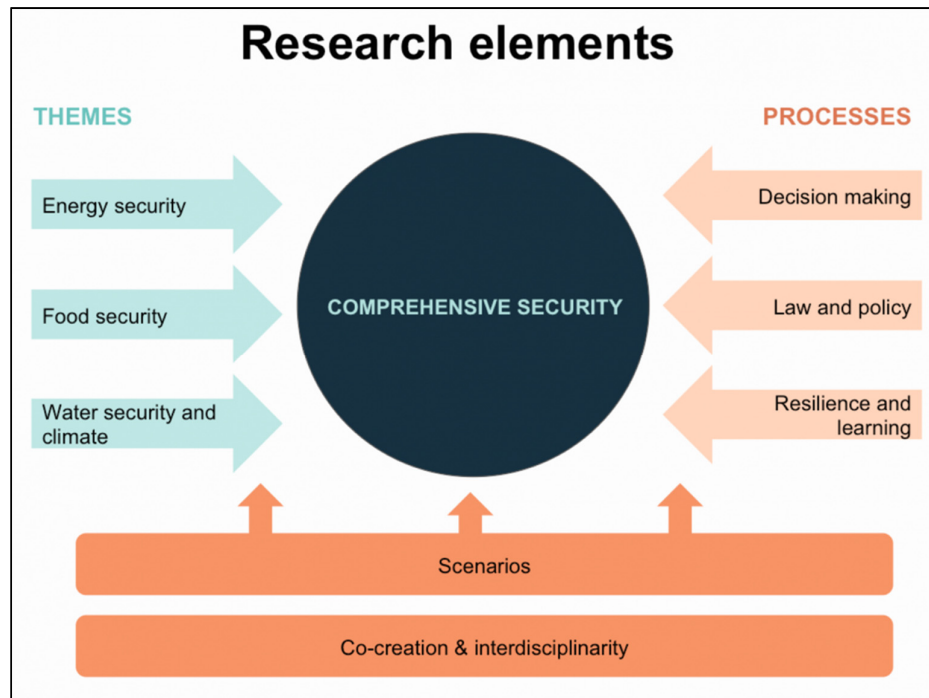 Research elements
THEMES
PROCESSES
Energy security
Food security
Water security and
climate
COMPREHENSIVE SECURITY
Decision making
Law and policy
Resilience and
learning
Scenarios
Co-creation & interdisciplinarity